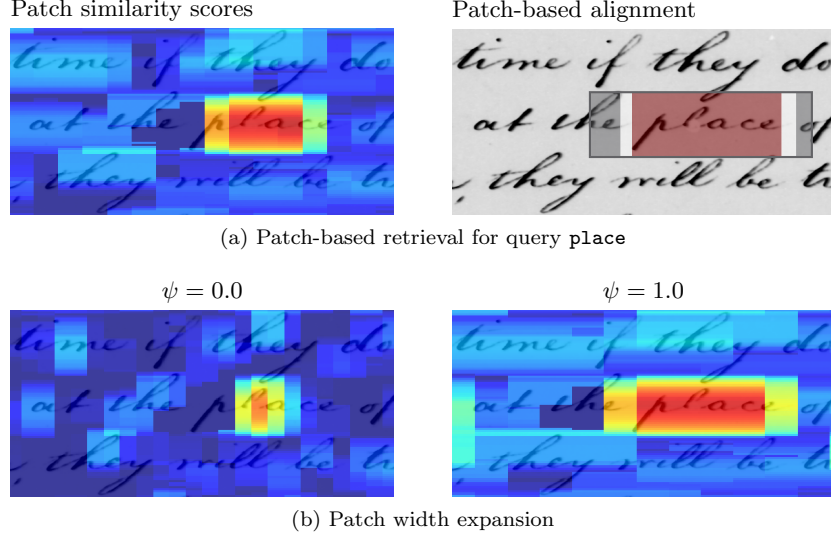 Patch similarity scores
Patch-based alignment
time if they do
at the place of
they will be
time if they do
at the place of
they will be
(a) Patch-based retrieval for query place
ψ = 0.0
ψ = 1.0
time if they do
at the place of
they will be
time if they do
at the place of
they will be
(b) Patch width expansion